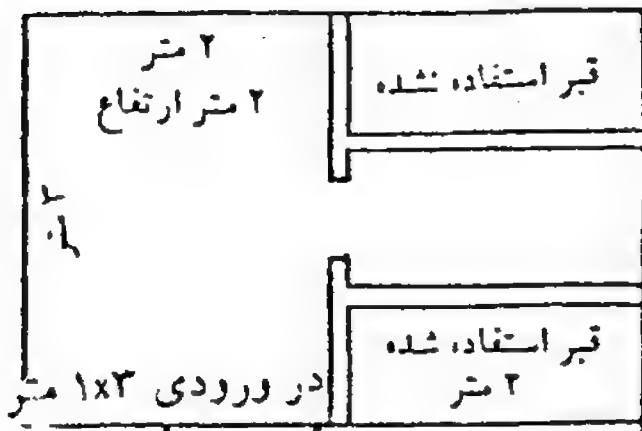 ۲ متر
۲ متر ارتفاع
قبر استفاده نشده
قبر استفاده شده
۲ متر
در ورودی ۱x۳ متر